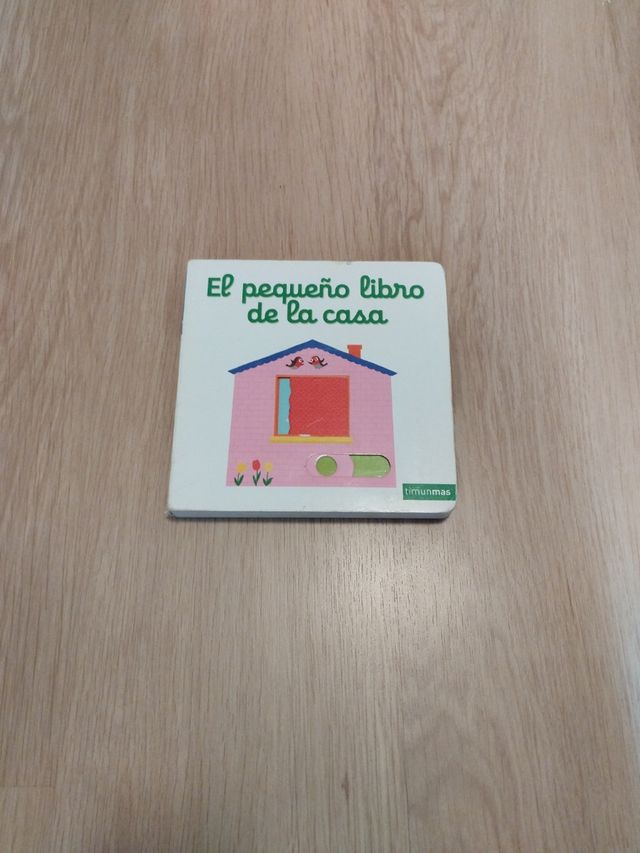 El pequeño libro
de la casa
timunmas